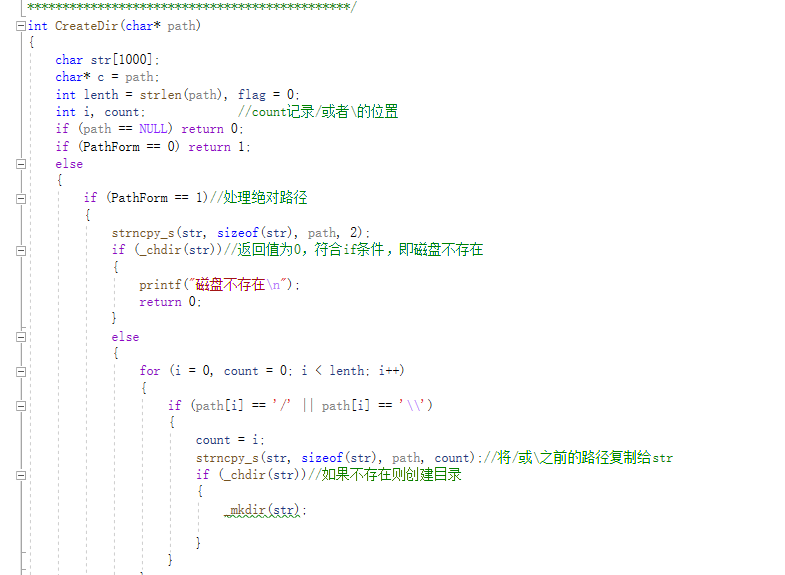 ***********************************************/
int CreateDir(char* path)
{
char str[1000];
char* c = path;
int lenth = strlen(path), flag = 0;
int i, count; //count记录/或者\的位置
if (path == NULL) return 0;
if (PathForm == 0) return 1;
else
{
if (PathForm == 1)//处理绝对路径
{
strncpy_s(str, sizeof(str), path, 2);
if (_chdir(str))//返回值为0，符合if条件，即磁盘不存在
{
printf("磁盘不存在\n");
return 0;
}
else
{
for (i = 0, count = 0; i < lenth; i++)
{
if (path[i] == '/' || path[i] == '\\')
{
count = i;
strncpy_s(str, sizeof(str), path, count);//将/或\之前的路径复制给str
if (_chdir(str))//如果不存在则创建目录
{
_mkdir(str);
}
}